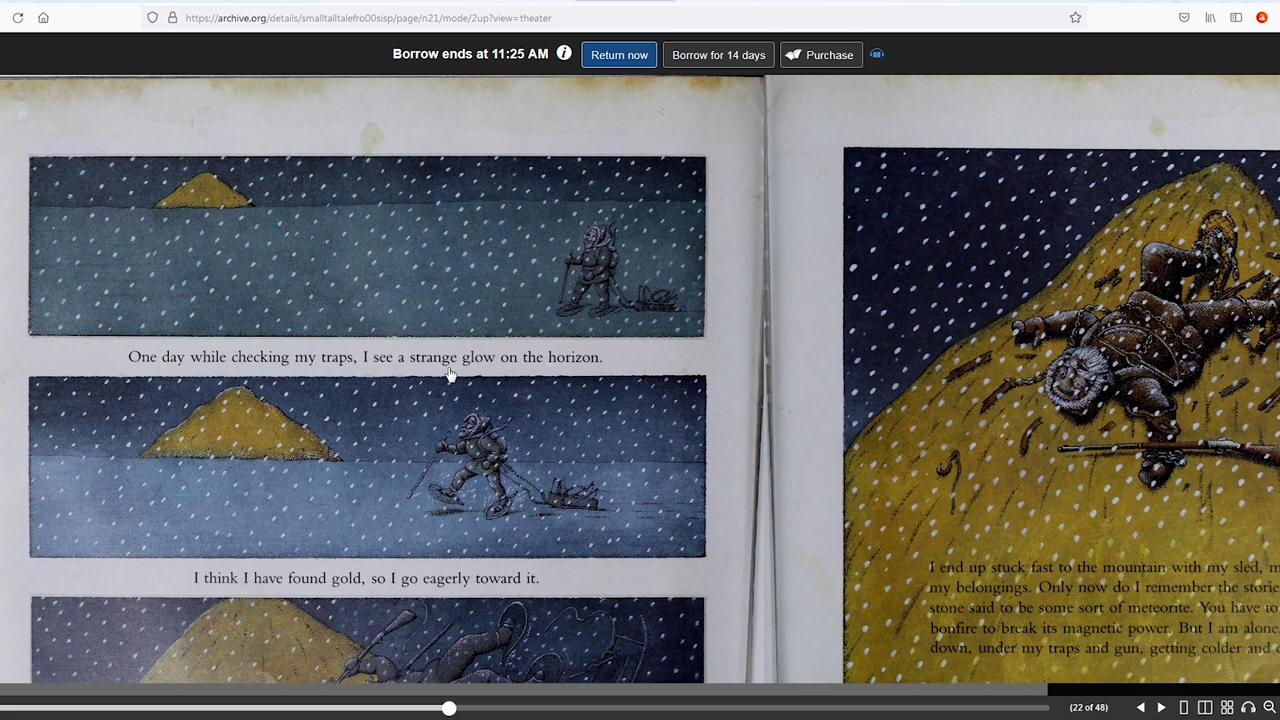 https://archive.org/details/smalltalltalefro00sisp/page/n21/mode/2up?view=theater
Borrow ends at 11:25 AM
Return now
Borrow for 14 days
Purchase
One day while checking my traps, I see a strange glow on the horizon.
I think I have found gold, so I go eagerly toward it.
I end up stuck fast to the mountain with my sled, m
my belongings. Only now do I remember the storie
stone said to be some sort of meteorite. You have to
bonfire to break its magnetic power. But I am alone,
down, under my traps and gun, getting colder and c
(22 of 48)